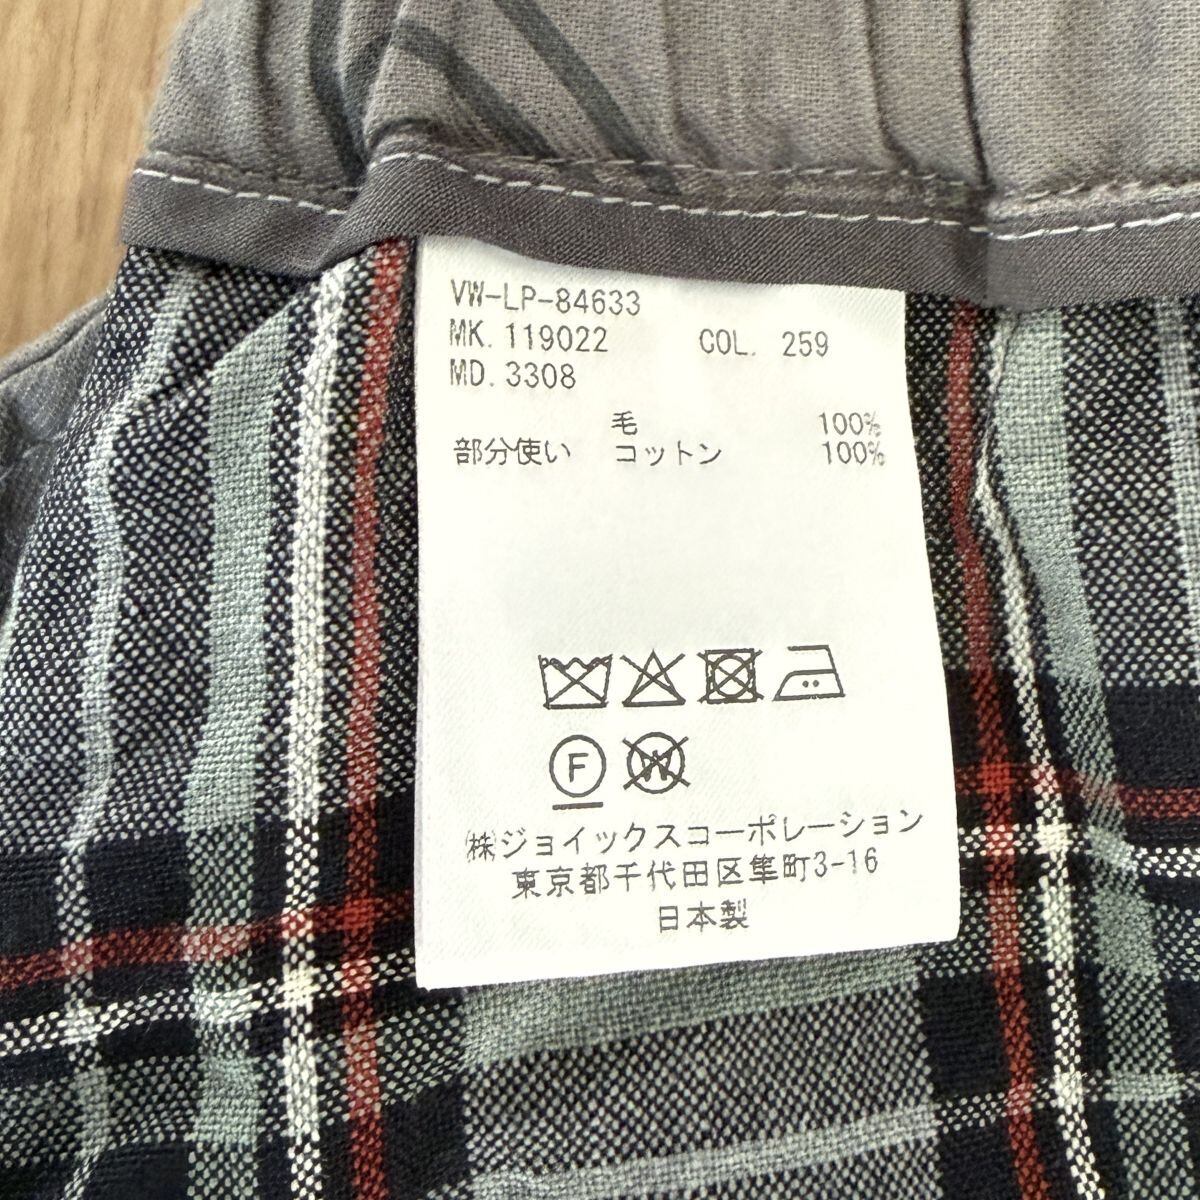 VW-LP-84633
MK. 119022 COL. 259
MD. 3308
毛 100%
部分使い コットン 100%
F W
㈱ジョイックスコーポレーション
東京都千代田区隼町3-16
日本製